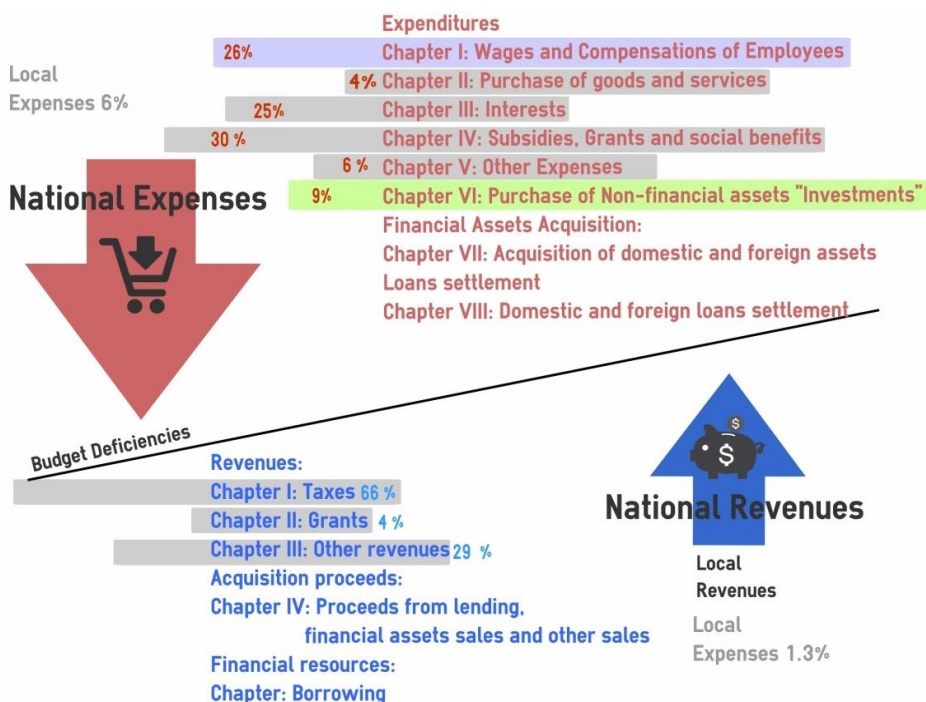 Expenditures
26% Chapter I: Wages and Compensations of Employees
4% Chapter II: Purchase of goods and services
25% Chapter III: Interests
30 % Chapter IV: Subsidies, Grants and social benefits
6 % Chapter V: Other Expenses
9% Chapter VI: Purchase of Non-financial assets "Investments"
Financial Assets Acquisition:
Chapter VII: Acquisition of domestic and foreign assets
Loans settlement
Chapter VIII: Domestic and foreign loans settlement
Local
Expenses 6%
National Expenses
Budget Deficiencies
Revenues:
Chapter I: Taxes 66 %
Chapter II: Grants 4 %
Chapter III: Other revenues 29 %
Acquisition proceeds:
Chapter IV: Proceeds from lending,
financial assets sales and other sales
Financial resources:
Chapter: Borrowing
$
$
National Revenues
Local
Revenues
Local
Expenses 1.3%